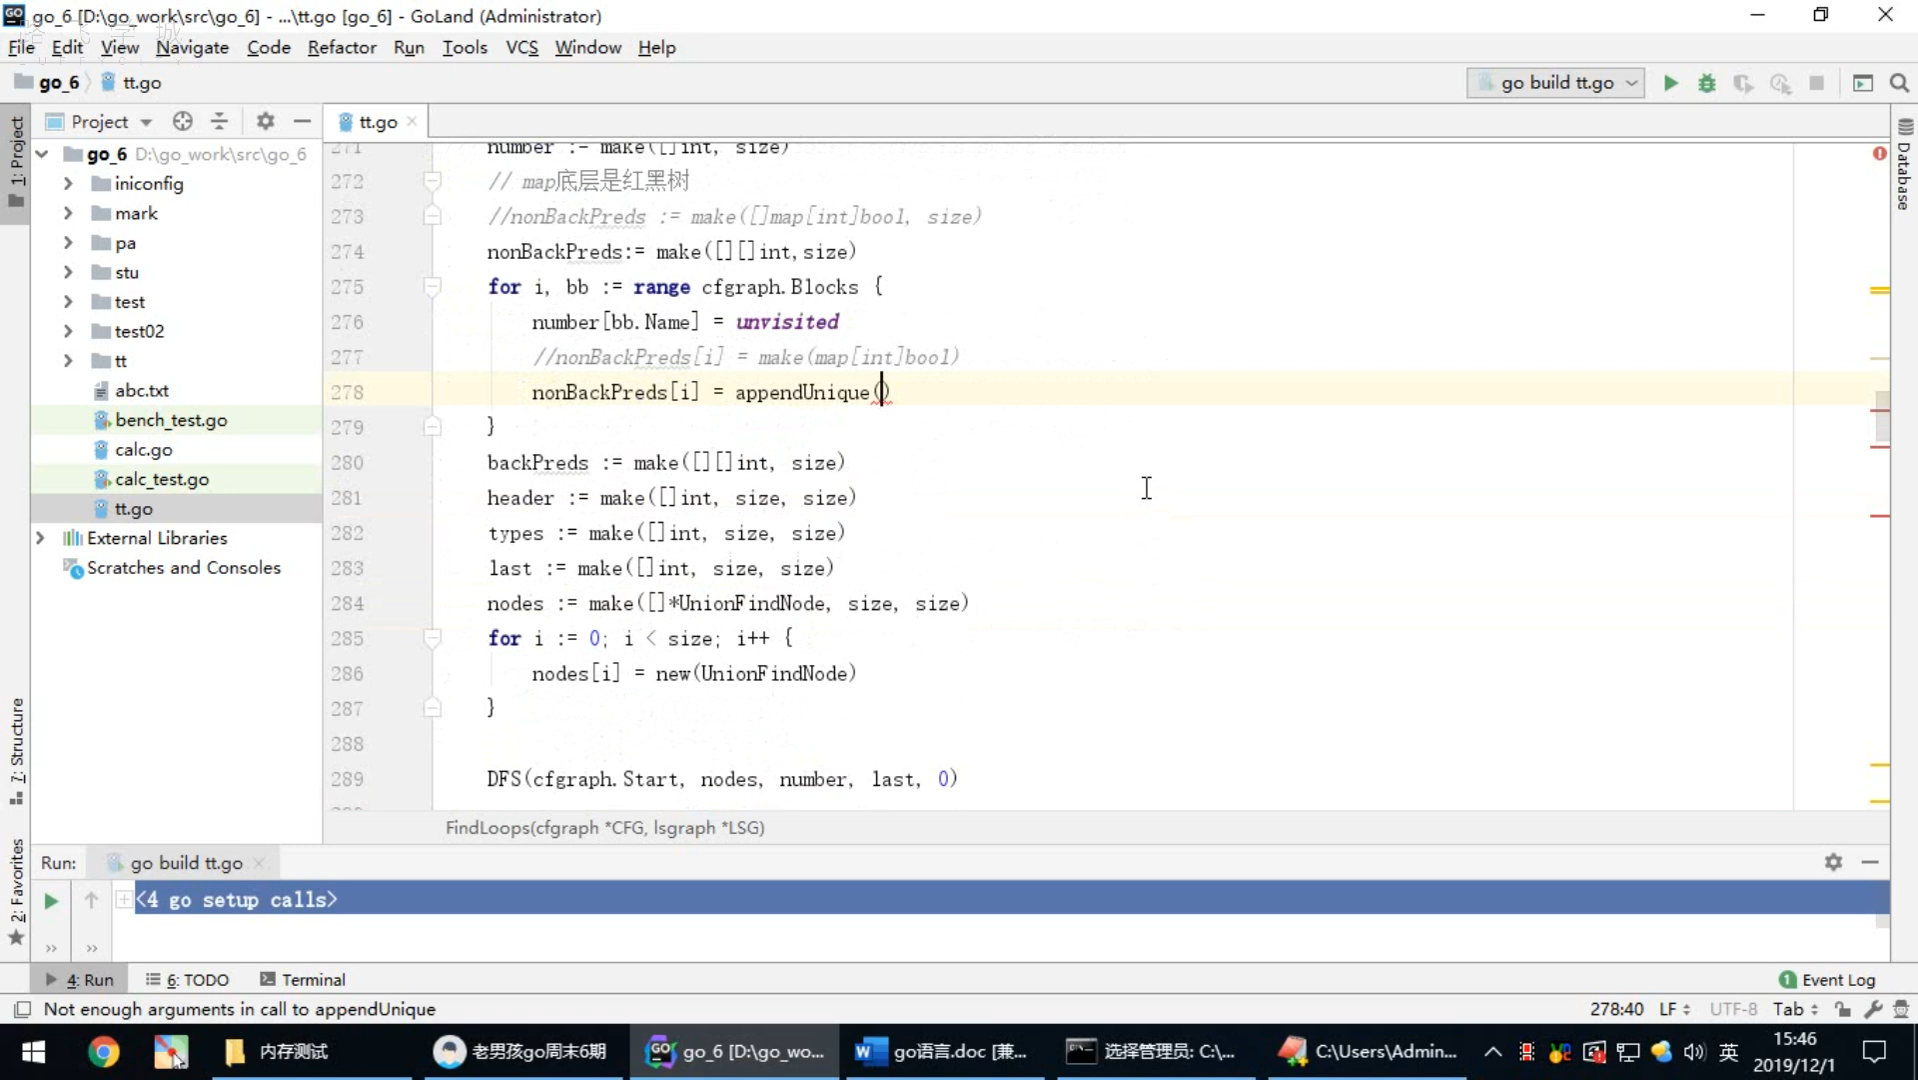 go_6 [D:\go_work\src\go_6] - ...\tt.go [go_6] - GoLand (Administrator)
File Edit View Navigate Code Refactor Run Tools VCS Window Help
go_6 tt.go
go build tt.go
Project
tt.go
1: Project
Database
go_6 D:\go_work\src\go_6
iniconfig
mark
pa
stu
test
test02
tt
abc.txt
bench_test.go
calc.go
calc_test.go
tt.go
External Libraries
Scratches and Consoles
271 number := make([]int, size)
272 // map底层是红黑树
273 //nonBackPreds := make([]map[int]bool, size)
274 nonBackPreds:= make([][]int,size)
275 for i, bb := range cfgraph.Blocks {
276 number[bb.Name] = unvisited
277 //nonBackPreds[i] = make(map[int]bool)
278 nonBackPreds[i] = appendUnique()
279 }
280 backPreds := make([][]int, size)
281 header := make([]int, size, size)
282 types := make([]int, size, size)
283 last := make([]int, size, size)
284 nodes := make([]*UnionFindNode, size, size)
285 for i := 0; i < size; i++ {
286 nodes[i] = new(UnionFindNode)
287 }
288
289 DFS(cfgraph.Start, nodes, number, last, 0)
FindLoops(cfgraph *CFG, lsgraph *LSG)
7: Structure
2: Favorites
Run: go build tt.go
<4 go setup calls>
4: Run 6: TODO Terminal
1 Event Log
Not enough arguments in call to appendUnique
278:40 LF UTF-8 Tab
内存测试
老男孩go周末6期
go_6 [D:\go_wo...
go语言.doc [兼...
选择管理员: C:\...
C:\Users\Admin...
英
15:46
2019/12/1